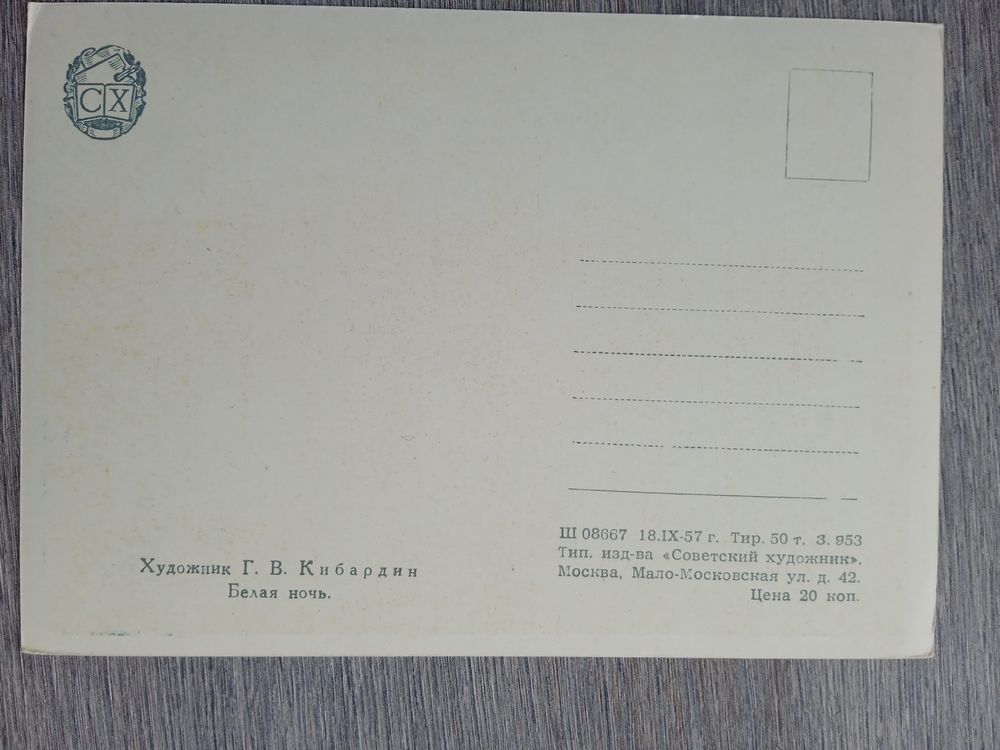 СХ
Художник Г. В. Кибардин
Белая ночь.
Ш 08667 18.IX-57 г. Тир. 50 т. З. 953
Тип. изд-ва «Советский художник».
Москва, Мало-Московская ул. д. 42.
Цена 20 коп.